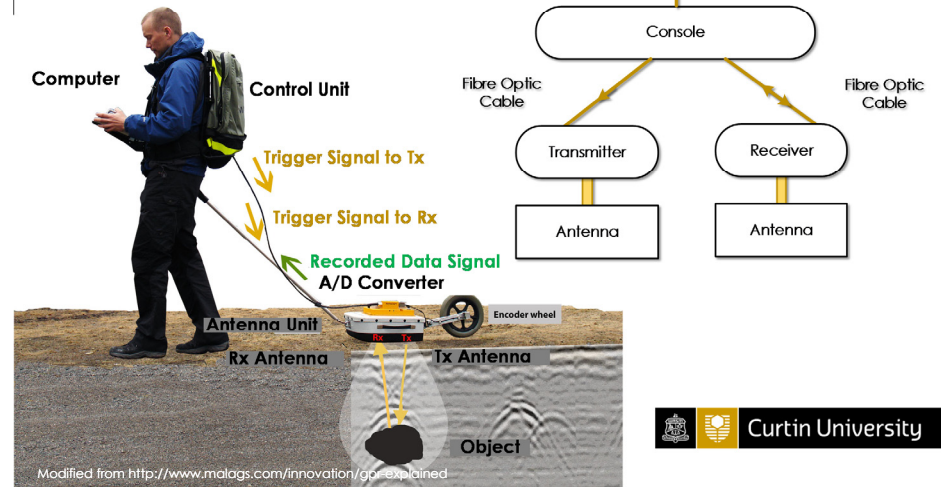 Console
Computer
Control Unit
Fibre Optic
Cable
Fibre Optic
Cable
Transmitter
Receiver
Trigger Signal to Tx
Trigger Signal to Rx
Antenna
Antenna
Recorded Data Signal
A/D Converter
Encoder wheel
Antenna Unit
Rx
Tx
Rx Antenna
Tx Antenna
Object
Curtin University
Modified from http://www.malags.com/innovation/gpr-explained